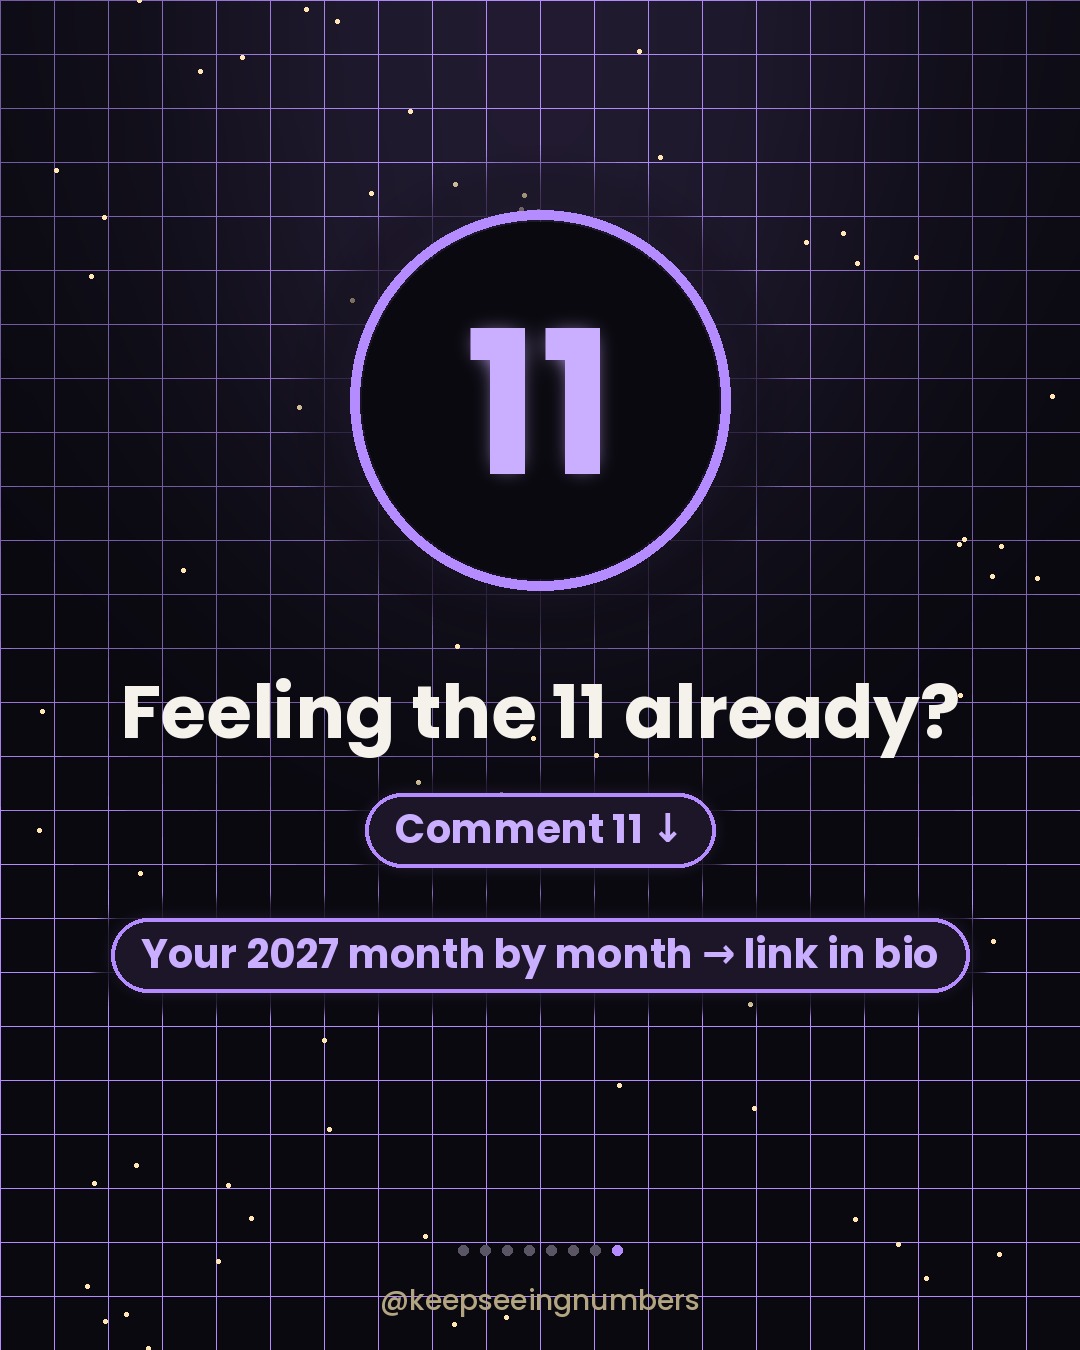 11
Feeling the 11 already?
Comment 11 ↓
Your 2027 month by month → link in bio
@keepseeingnumbers